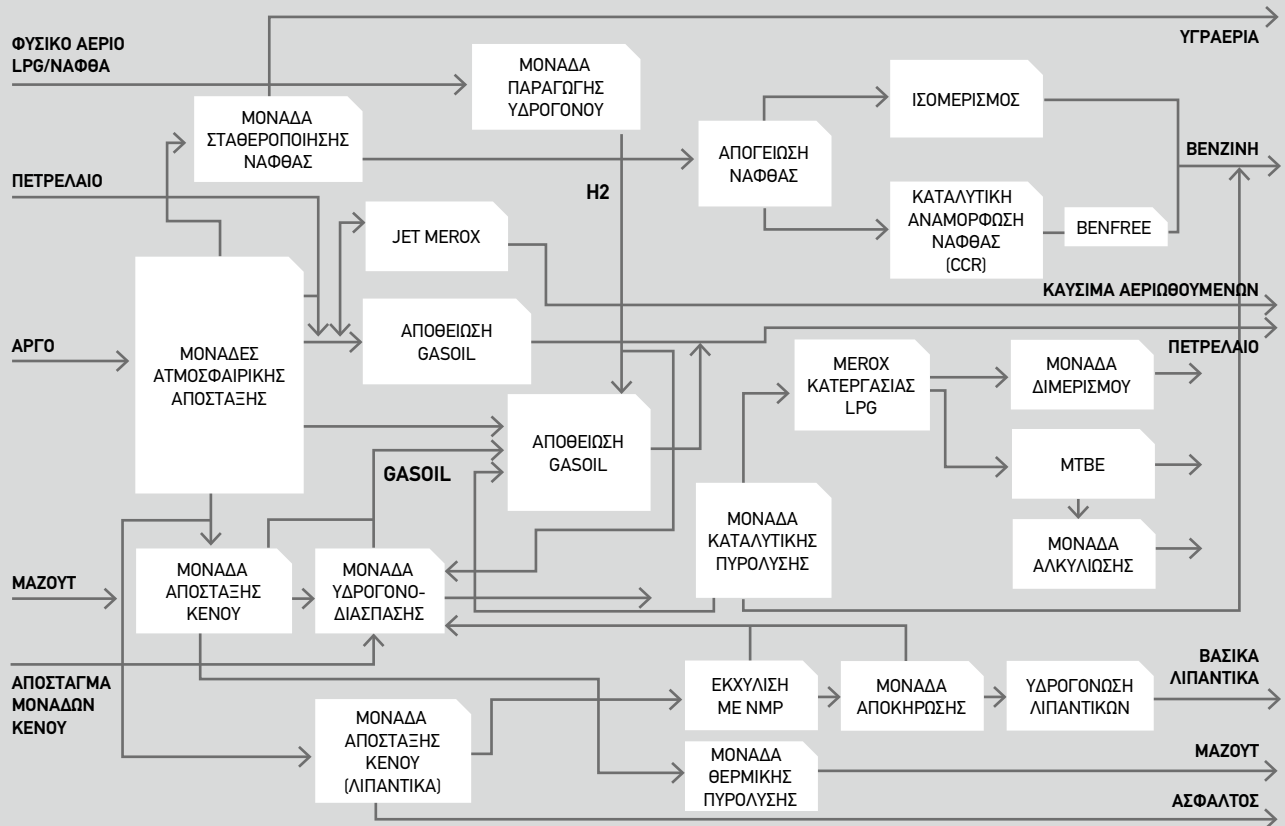 ΦΥΣΙΚΟ ΑΕΡΙΟ
LPG/ΝΑΦΘΑ
ΥΓΡΑΕΡΙΑ
ΜΟΝΑΔΑ
ΠΑΡΑΓΩΓΗΣ
ΥΔΡΟΓΟΝΟΥ
ΜΟΝΑΔΑ
ΣΤΑΘΕΡΟΠΟΙΗΣΗΣ
ΝΑΦΘΑΣ
ΑΠΟΓΕΙΩΣΗ
ΝΑΦΘΑΣ
ΙΣΟΜΕΡΙΣΜΟΣ
ΒΕΝΖΙΝΗ
ΠΕΤΡΕΛΑΙΟ
H2
ΚΑΤΑΛΥΤΙΚΗ
ΑΝΑΜΟΡΦΩΣΗ
ΝΑΦΘΑΣ
(CCR)
BENFREE
JET MEROX
ΚΑΥΣΙΜΑ ΑΕΡΙΩΘΟΥΜΕΝΩΝ
ΑΡΓΟ
ΜΟΝΑΔΕΣ
ΑΤΜΟΣΦΑΙΡΙΚΗΣ
ΑΠΟΣΤΑΞΗΣ
ΑΠΟΘΕΙΩΣΗ
GASOIL
ΠΕΤΡΕΛΑΙΟ
MEROX
ΚΑΤΕΡΓΑΣΙΑΣ
LPG
ΜΟΝΑΔΑ
ΔΙΜΕΡΙΣΜΟΥ
ΑΠΟΘΕΙΩΣΗ
GASOIL
GASOIL
MTBE
ΜΟΝΑΔΑ
ΚΑΤΑΛΥΤΙΚΗΣ
ΠΥΡΟΛΥΣΗΣ
ΜΟΝΑΔΑ
ΑΛΚΥΛΙΩΣΗΣ
ΜΑΖΟΥΤ
ΜΟΝΑΔΑ
ΑΠΟΣΤΑΞΗΣ
ΚΕΝΟΥ
ΜΟΝΑΔΑ
ΥΔΡΟΓΟΝΟ-
ΔΙΑΣΠΑΣΗΣ
ΑΠΟΣΤΑΓΜΑ
ΜΟΝΑΔΩΝ
ΚΕΝΟΥ
ΕΚΧΥΛΙΣΗ
ΜΕ NMP
ΜΟΝΑΔΑ
ΑΠΟΚΗΡΩΣΗΣ
ΥΔΡΟΓΟΝΩΣΗ
ΛΙΠΑΝΤΙΚΩΝ
ΒΑΣΙΚΑ
ΛΙΠΑΝΤΙΚΑ
ΜΟΝΑΔΑ
ΑΠΟΣΤΑΞΗΣ
ΚΕΝΟΥ
(ΛΙΠΑΝΤΙΚΑ)
ΜΟΝΑΔΑ
ΘΕΡΜΙΚΗΣ
ΠΥΡΟΛΥΣΗΣ
ΜΑΖΟΥΤ
ΑΣΦΑΛΤΟΣ